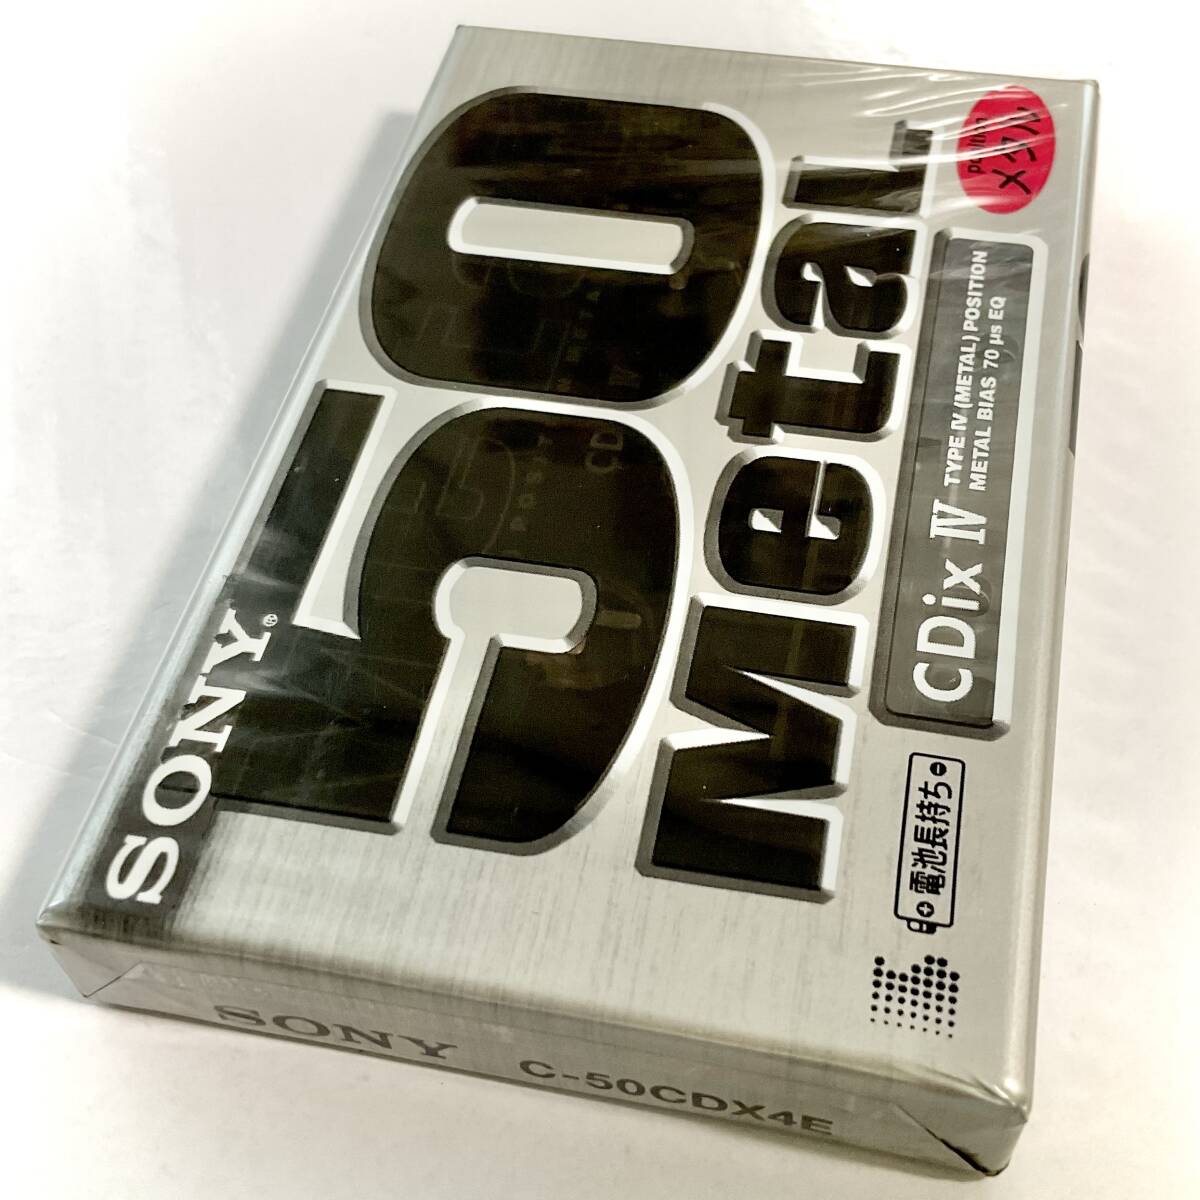 SONY®
50
Metal
position
メタル
CDix IV
TYPE IV (METAL) POSITION
METAL BIAS 70 µs EQ
電池長持ち
SONY C-50CDX4E